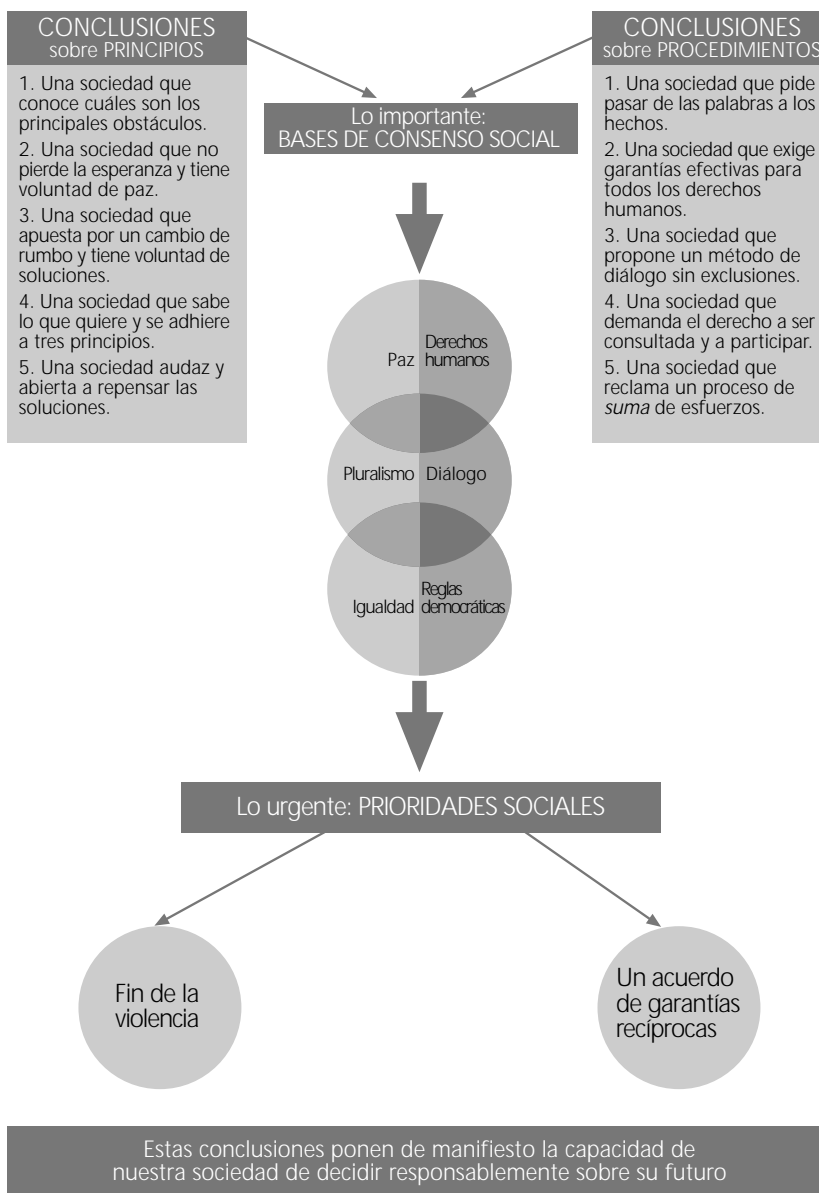 CONCLUSIONES
sobre PRINCIPIOS
1. Una sociedad que
conoce cuáles son los
principales obstáculos.
2. Una sociedad que no
pierde la esperanza y tiene
voluntad de paz.
3. Una sociedad que
apuesta por un cambio de
rumbo y tiene voluntad de
soluciones.
4. Una sociedad que sabe
lo que quiere y se adhiere
a tres principios.
5. Una sociedad audaz y
abierta a repensar las
soluciones.
CONCLUSIONES
sobre PROCEDIMIENTOS
1. Una sociedad que pide
pasar de las palabras a los
hechos.
2. Una sociedad que exige
garantías efectivas para
todos los derechos
humanos.
3. Una sociedad que
propone un método de
diálogo sin exclusiones.
4. Una sociedad que
demanda el derecho a ser
consultada y a participar.
5. Una sociedad que
reclama un proceso de
suma de esfuerzos.
Lo importante:
BASES DE CONSENSO SOCIAL
Paz
Derechos
humanos
Pluralismo
Diálogo
Igualdad
Reglas
democráticas
Lo urgente: PRIORIDADES SOCIALES
Fin de la
violencia
Un acuerdo
de garantías
recíprocas
Estas conclusiones ponen de manifiesto la capacidad de
nuestra sociedad de decidir responsablemente sobre su futuro